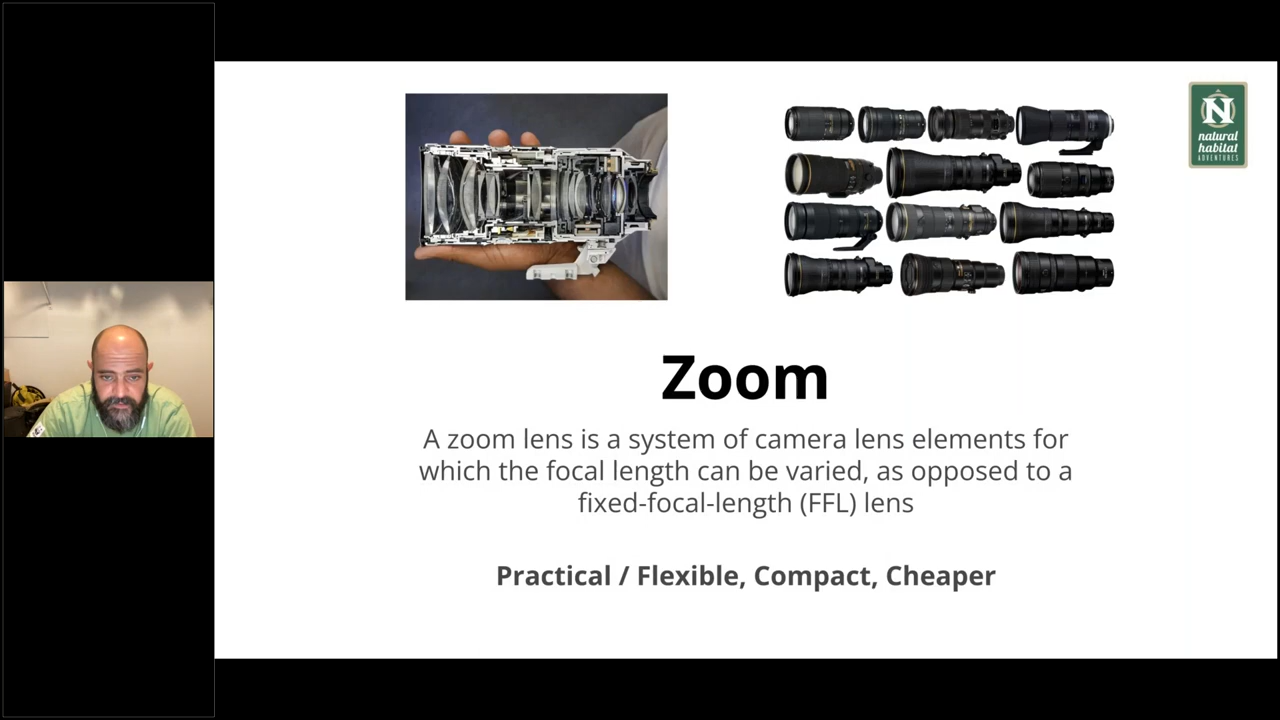 N
natural
habitat
ADVENTURES
Zoom
A zoom lens is a system of camera lens elements for
which the focal length can be varied, as opposed to a
fixed-focal-length (FFL) lens
Practical / Flexible, Compact, Cheaper